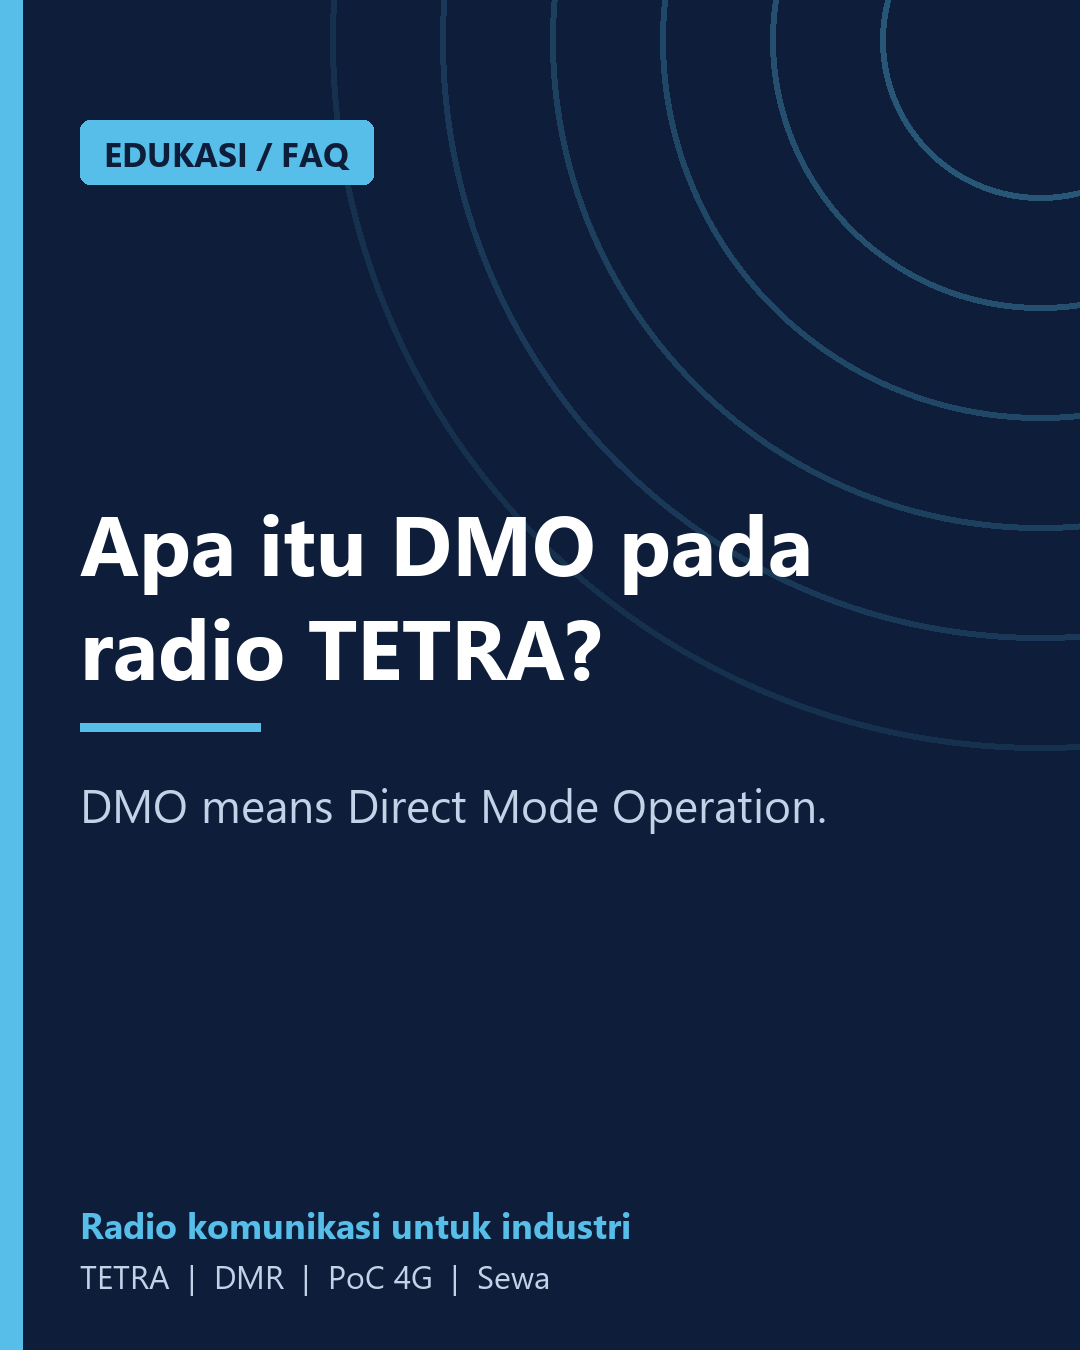 EDUKASI / FAQ
Apa itu DMO pada
radio TETRA?
DMO means Direct Mode Operation.
Radio komunikasi untuk industri
TETRA | DMR | PoC 4G | Sewa